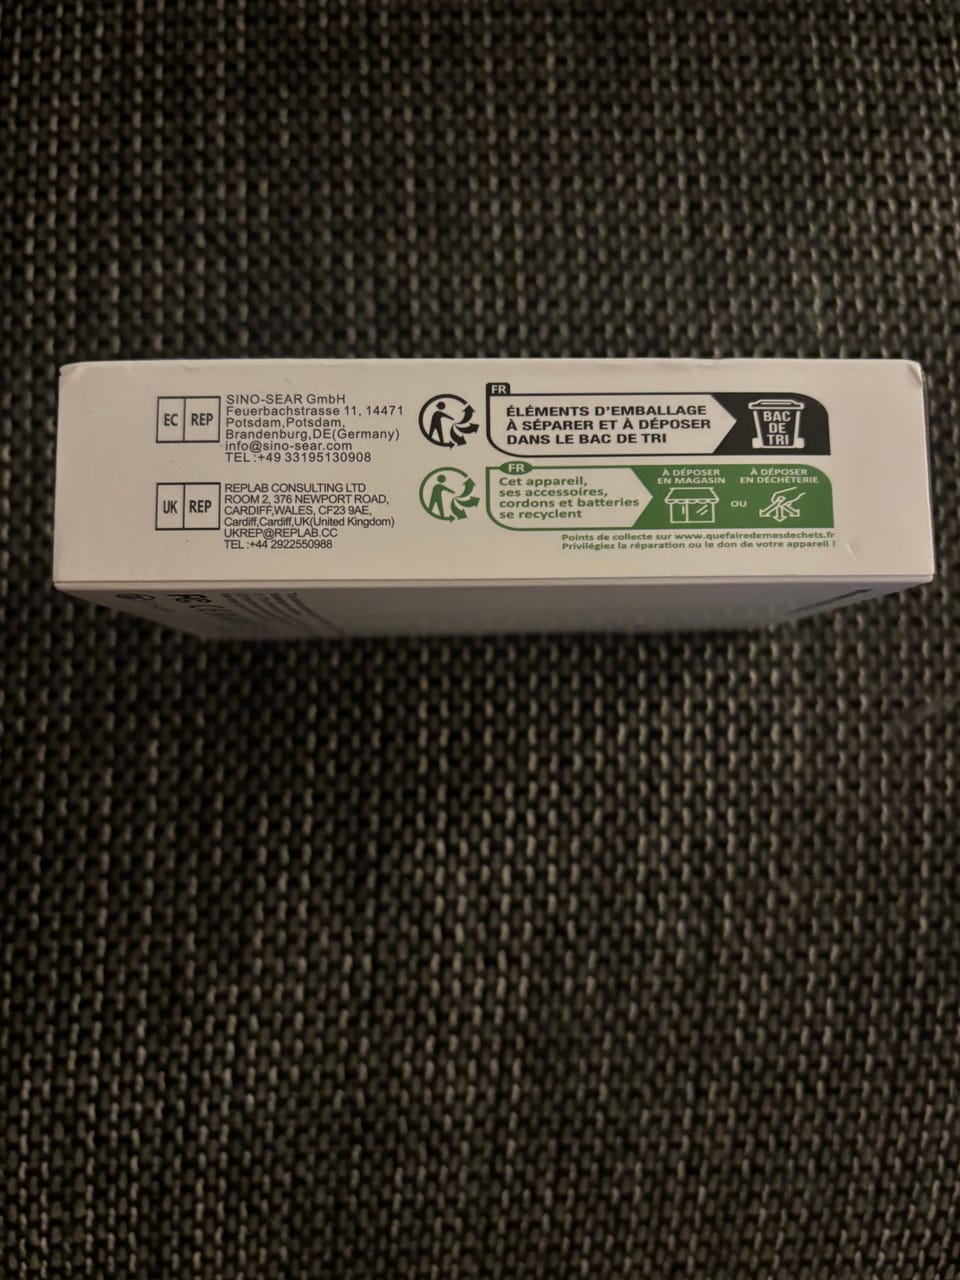 EC REP
SINO-SEAR GmbH
Feuerbachstrasse 11, 14471
Potsdam,Potsdam,
Brandenburg,DE(Germany)
info@sino-sear.com
TEL:+49 33195130908
UK REP
REPLAB CONSULTING LTD
ROOM 2, 376 NEWPORT ROAD,
CARDIFF,WALES, CF23 9AE,
Cardiff,Cardiff,UK(United Kingdom)
UKREP@REPLAB.CC
TEL:+44 2922550988
FR
ÉLÉMENTS D'EMBALLAGE
À SÉPARER ET À DÉPOSER
DANS LE BAC DE TRI
BAC
DE
TRI
FR
Cet appareil,
ses accessoires,
cordons et batteries
se recyclent
À DÉPOSER
EN MAGASIN
OU
À DÉPOSER
EN DÉCHÈTERIE
Points de collecte sur www.quefairedemesdechets.fr
Privilégiez la réparation ou le don de votre appareil !